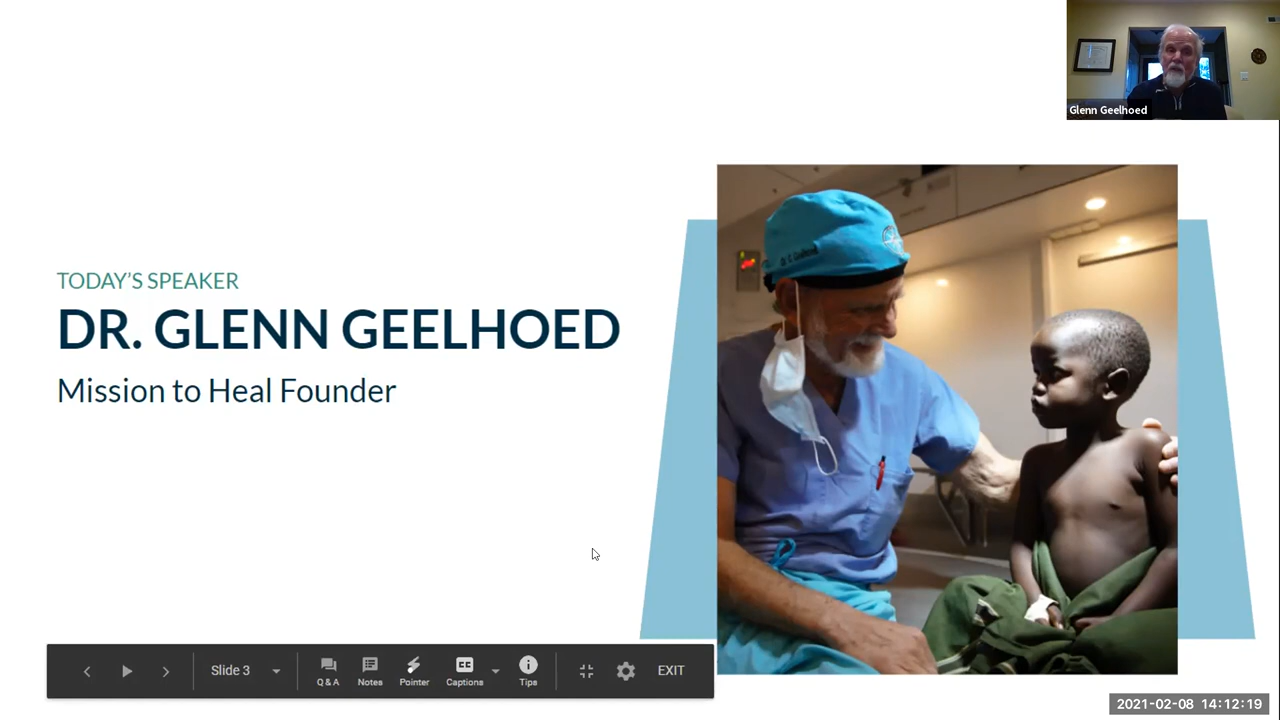 Glenn Geelhoed
TODAY'S SPEAKER
DR. GLENN GEELHOED
Mission to Heal Founder
Slide 3
Q & A
Notes
Pointer
CC
Captions
Tips
EXIT
2021-02-08 14:12:19